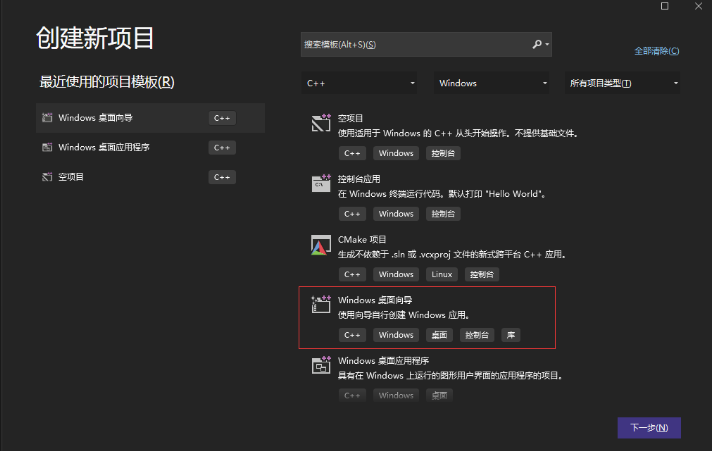 创建新项目
最近使用的项目模板(R)
Windows 桌面向导 C++
Windows 桌面应用程序 C++
空项目 C++
搜索模板(Alt+S)(S)
全部清除(C)
C++ Windows 所有项目类型(T)
空项目
使用适用于 Windows 的 C++ 从头开始操作。不提供基础文件。
C++ Windows 控制台
控制台应用
在 Windows 终端运行代码。默认打印 "Hello World"。
C++ Windows 控制台
CMake 项目
生成不依赖于 .sln 或 .vcxproj 文件的新式跨平台 C++ 应用。
C++ Windows Linux 控制台
Windows 桌面向导
使用向导自行创建 Windows 应用。
C++ Windows 桌面 控制台 库
Windows 桌面应用程序
具有在 Windows 上运行的图形用户界面的应用程序的项目。
C++ Windows 桌面
下一步(N)